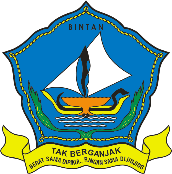 BINTAN
TAK BERGANJAK
BERAT SAMA DIPIKUL, RINGAN SAMA DIJINJING